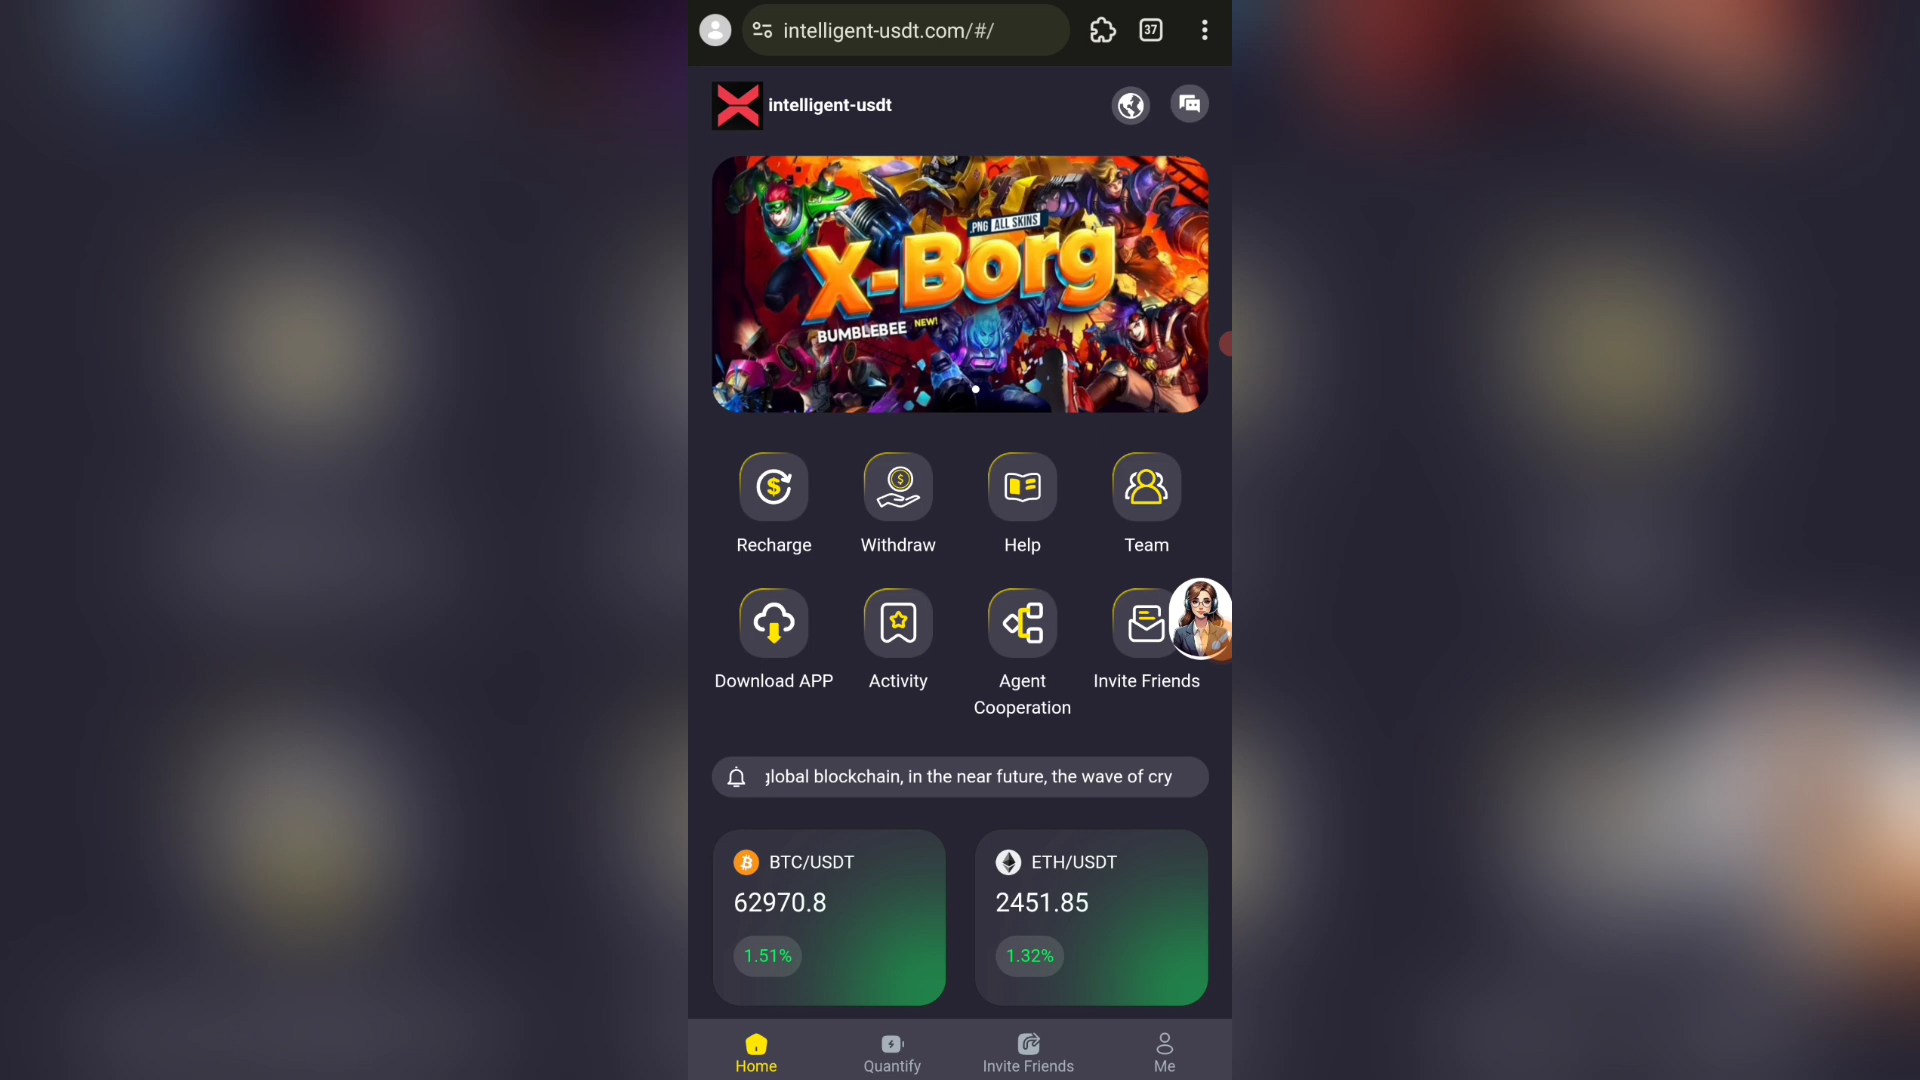 intelligent-usdt.com/#/
37
intelligent-usdt
.PNG ALL SKINS
X-Borg
BUMBLEBEE NEW!
Recharge
Withdraw
Help
Team
Download APP
Activity
Agent
Cooperation
Invite Friends
global blockchain, in the near future, the wave of cry
BTC/USDT
62970.8
1.51%
ETH/USDT
2451.85
1.32%
Home
Quantify
Invite Friends
Me